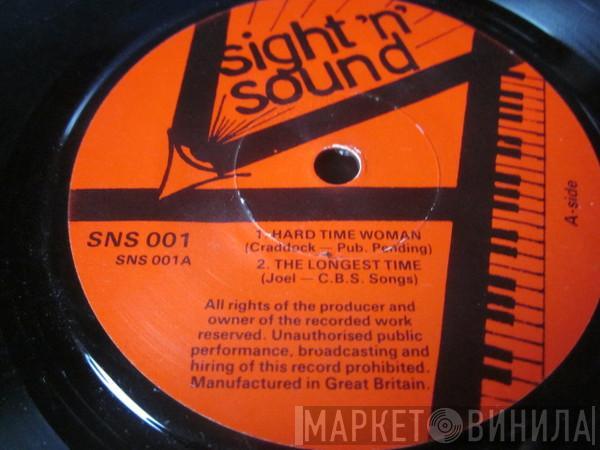 sight 'n'
sound
A-side
SNS 001
SNS 001A
1. HARD TIME WOMAN
(Craddock — Pub. Pending)
2. THE LONGEST TIME
(Joel — C.B.S. Songs)
All rights of the producer and
owner of the recorded work
reserved. Unauthorised public
performance, broadcasting and
hiring of this record prohibited.
Manufactured in Great Britain.
МАРКЕТ ВИНИЛА